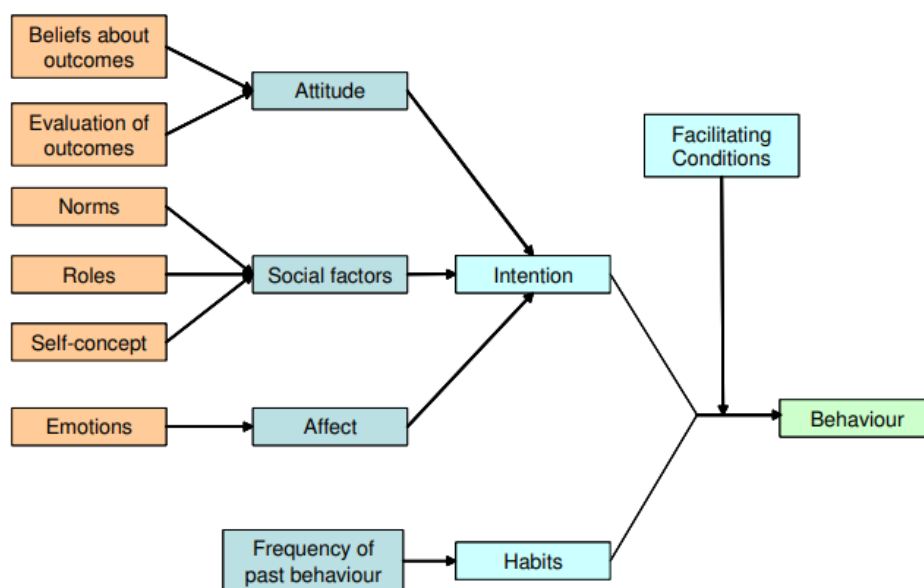 Beliefs about
outcomes
Attitude
Evaluation of
outcomes
Facilitating
Conditions
Norms
Roles
Social factors
Intention
Self-concept
Emotions
Affect
Behaviour
Frequency of
past behaviour
Habits